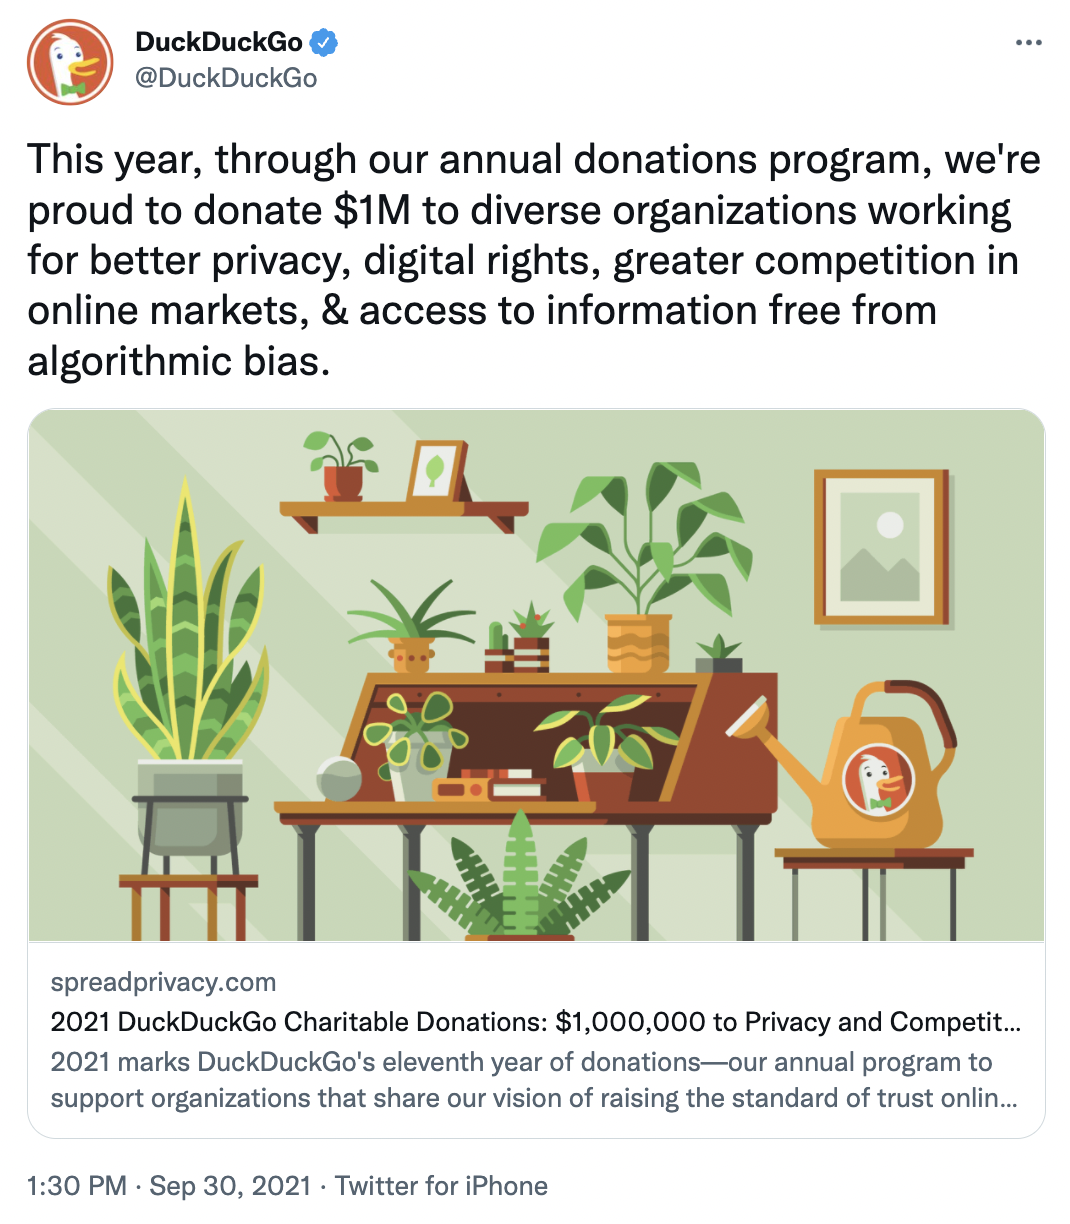 DuckDuckGo
@DuckDuckGo
This year, through our annual donations program, we're
proud to donate $1M to diverse organizations working
for better privacy, digital rights, greater competition in
online markets, & access to information free from
algorithmic bias.
spreadprivacy.com
2021 DuckDuckGo Charitable Donations: $1,000,000 to Privacy and Competit...
2021 marks DuckDuckGo's eleventh year of donations—our annual program to
support organizations that share our vision of raising the standard of trust onlin...
1:30 PM · Sep 30, 2021 · Twitter for iPhone